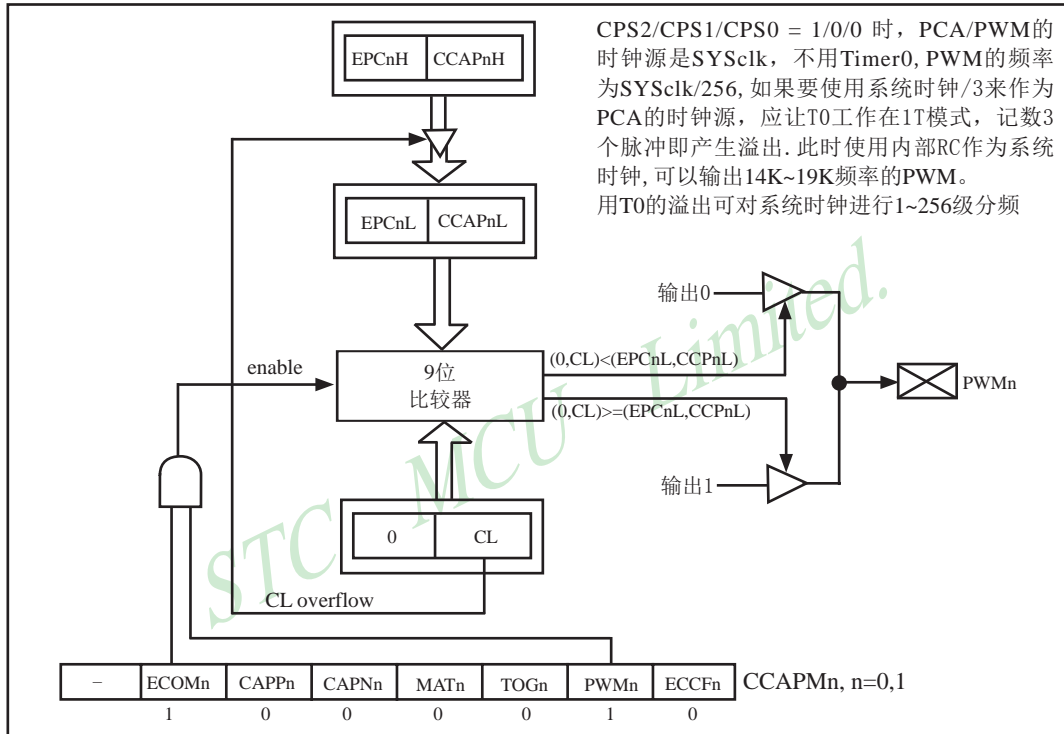 CPS2/CPS1/CPS0 = 1/0/0 时，PCA/PWM的
时钟源是SYSclk，不用Timer0, PWM的频率
为SYSclk/256, 如果要使用系统时钟/3来作为
PCA的时钟源，应让T0工作在1T模式，记数3
个脉冲即产生溢出. 此时使用内部RC作为系统
时钟, 可以输出14K~19K频率的PWM。
用T0的溢出可对系统时钟进行1~256级分频
EPCnH CCAPnH
EPCnL CCAPnL
输出0
enable
9位
比较器
(0,CL)<(EPCnL,CCPnL)
(0,CL)>=(EPCnL,CCPnL)
PWMn
输出1
0 CL
CL overflow
STC MCU Limited.
– ECOMn CAPPn CAPNn MATn TOGn PWMn ECCFn CCAPMn, n=0,1
1 0 0 0 0 1 0